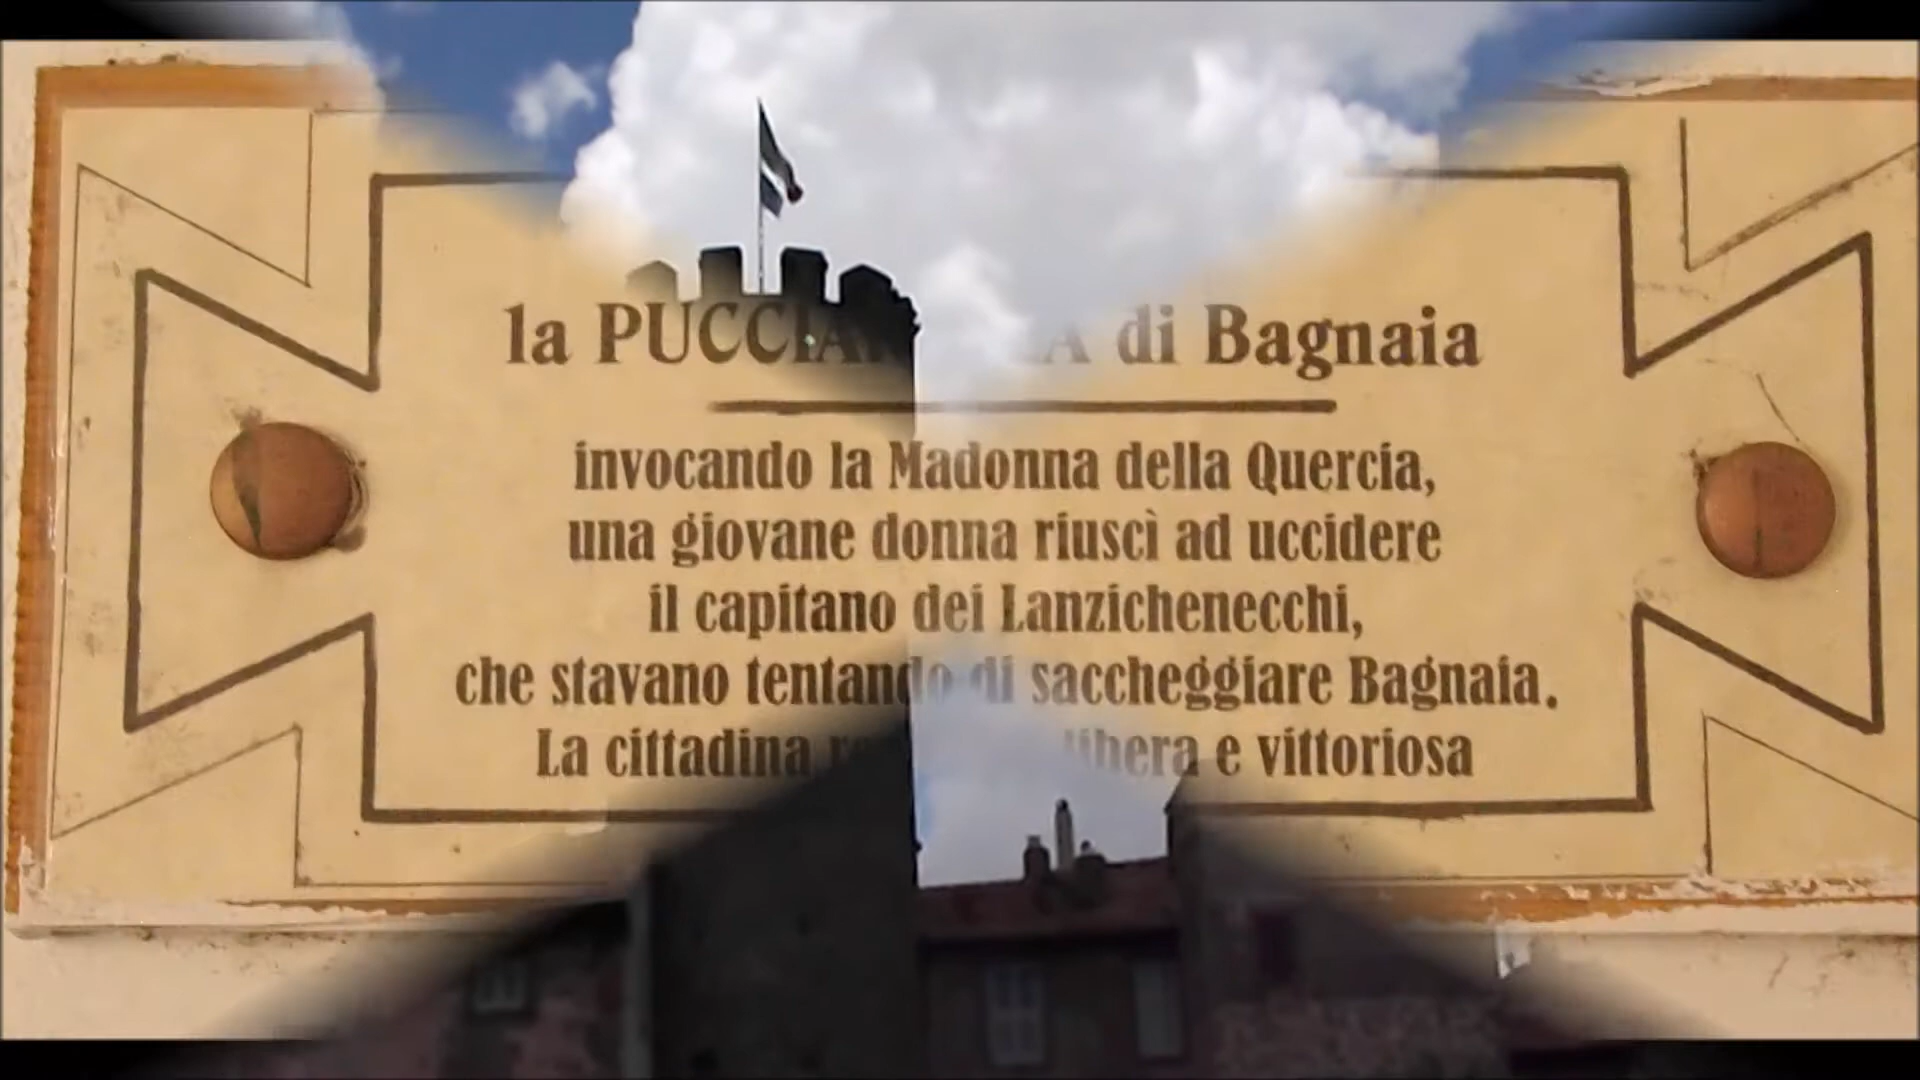 la di Bagnaia
invocando la Madonna della Quercia,
una giovane donna riuscì ad uccidere
il capitano dei Lanzichenecchi,
che stavano tentando di saccheggiare Bagnaia.
La cittadina libera e vittoriosa